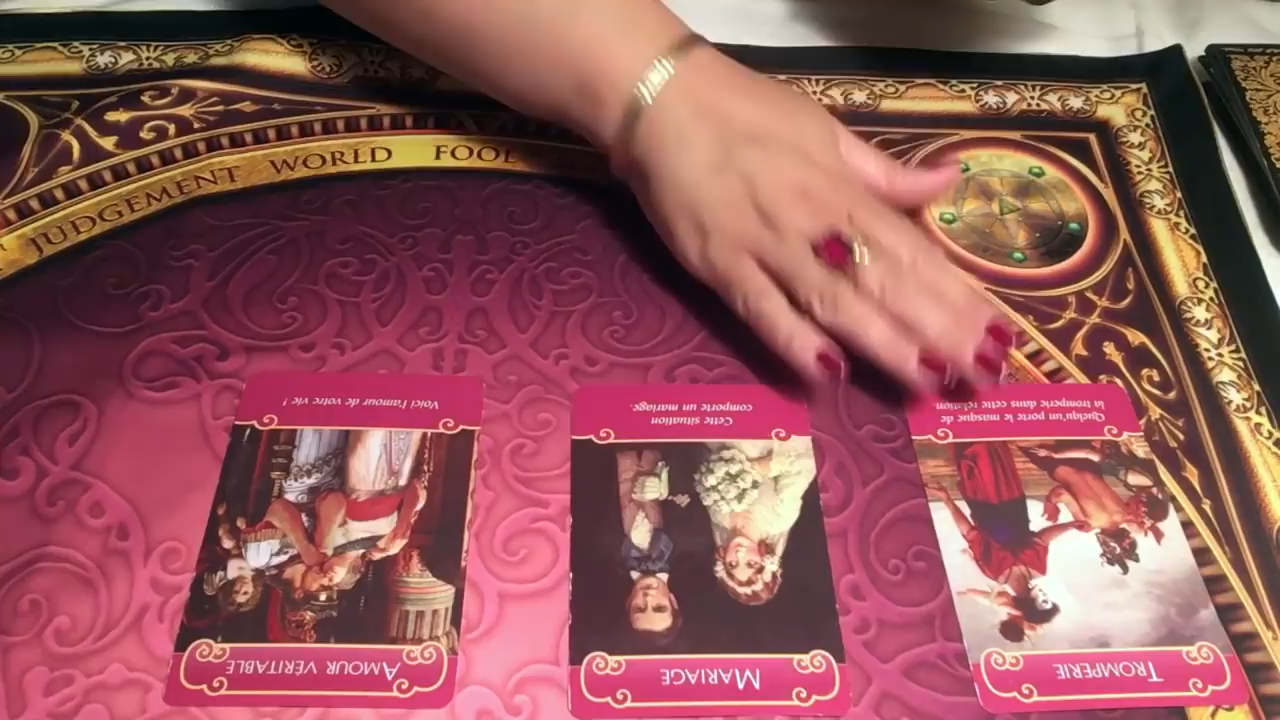 JUDGEMENT WORLD FOOL
Voici l'amour de votre vie !
AMOUR VÉRITABLE
Cette situation
comporte un mariage.
MARIAGE
Quelqu'un porte le masque de
la tromperie dans cette relation.
TROMPERIE